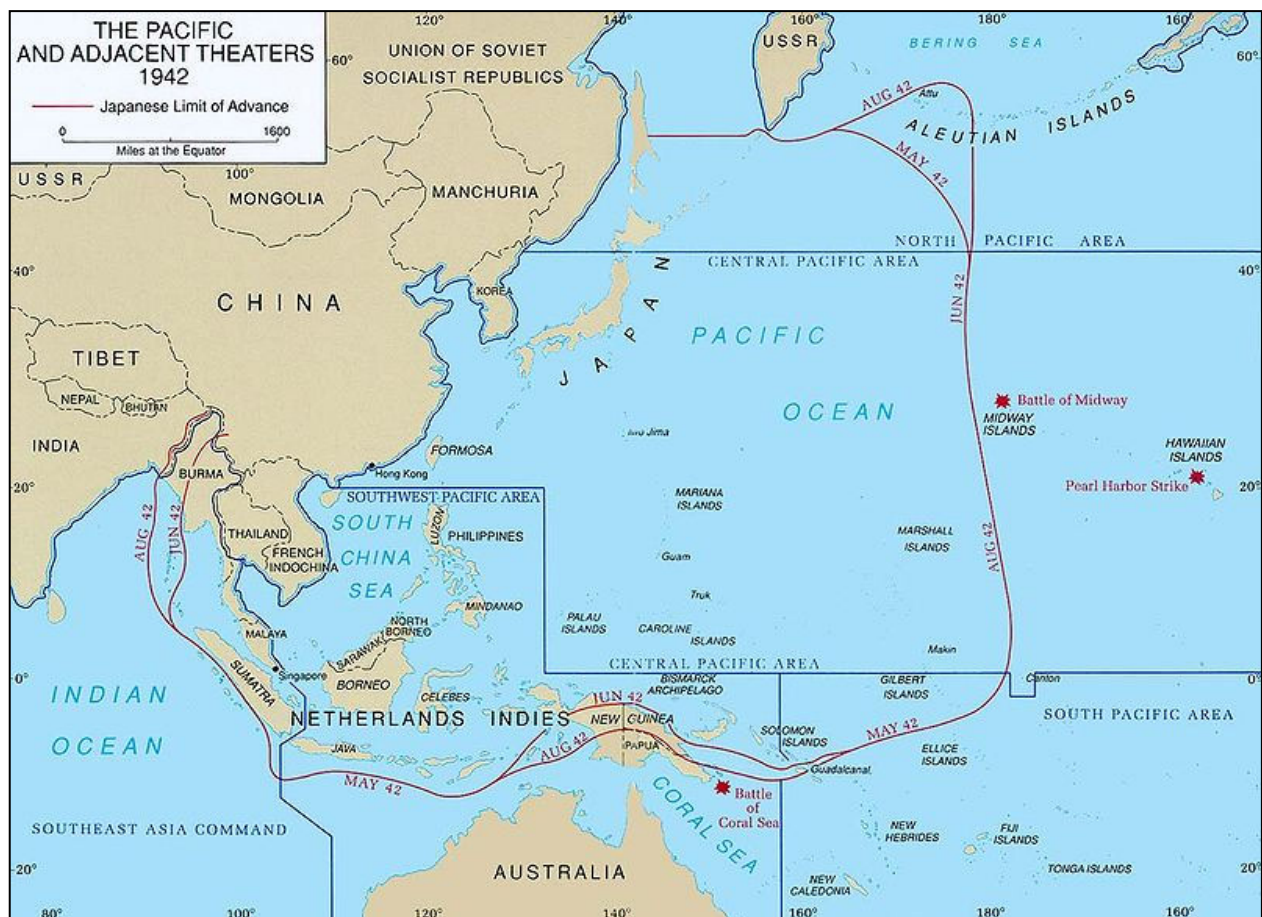 THE PACIFIC
AND ADJACENT THEATERS
1942
Japanese Limit of Advance
0 1600
Miles at the Equator
120° 140° 160° 180° 160°
UNION OF SOVIET
SOCIALIST REPUBLICS
60°
USSR
BERING SEA
60°
AUG 42
Attu
ALEUTIAN ISLANDS
MAY 42
USSR
100°
MONGOLIA
MANCHURIA
NORTH PACIFIC AREA
CENTRAL PACIFIC AREA
40°
40°
KOREA
JAPAN
CHINA
JUN 42
PACIFIC
OCEAN
TIBET
NEPAL
BHUTAN
INDIA
BURMA
Battle of Midway
MIDWAY
ISLANDS
Iwo Jima
FORMOSA
HAWAIIAN
ISLANDS
Hong Kong
Pearl Harbor Strike
20°
20°
SOUTHWEST PACIFIC AREA
MARIANA
ISLANDS
AUG 42
JUN 42
THAILAND
FRENCH
INDOCHINA
SOUTH
CHINA
SEA
LUZON
PHILIPPINES
MARSHALL
ISLANDS
AUG 42
Guam
Truk
MINDANAO
PALAU
ISLANDS
CAROLINE
ISLANDS
MALAYA
NORTH
BORNEO
SARAWAK
Makin
Singapore
BORNEO
CELEBES
SUMATRA
CENTRAL PACIFIC AREA
0°
0°
BISMARCK
ARCHIPELAGO
GILBERT
ISLANDS
Canton
INDIAN
OCEAN
NETHERLANDS INDIES
JUN 42
NEW GUINEA
SOUTH PACIFIC AREA
SOLOMON
ISLANDS
MAY 42
JAVA
AUG 42
PAPUA
ELLICE
ISLANDS
Guadalcanal
MAY 42
Battle
of
Coral Sea
CORAL SEA
SOUTHEAST ASIA COMMAND
NEW
HEBRIDES
FIJI
ISLANDS
TONGA ISLANDS
20°
20°
AUSTRALIA
NEW
CALEDONIA
80° 100° 120° 140° 160° 180° 160°